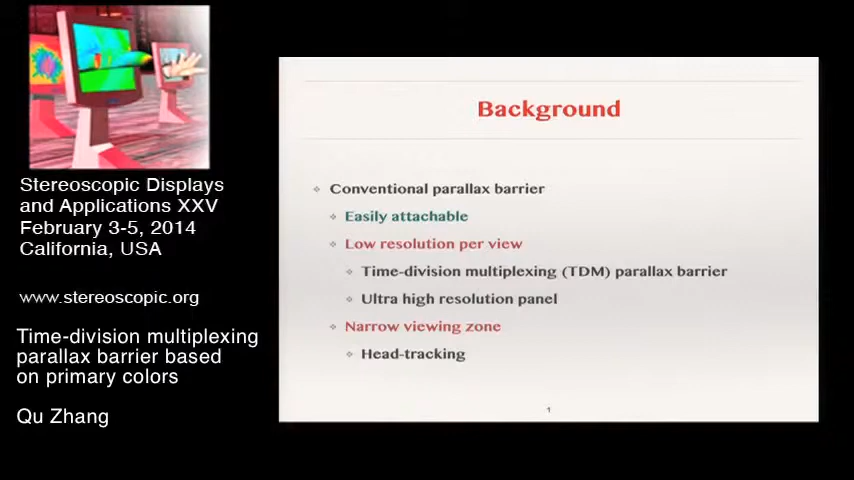 Stereoscopic Displays
and Applications XXV
February 3-5, 2014
California, USA
www.stereoscopic.org
Time-division multiplexing
parallax barrier based
on primary colors
Qu Zhang
Background
Conventional parallax barrier
Easily attachable
Low resolution per view
Time-division multiplexing (TDM) parallax barrier
Ultra high resolution panel
Narrow viewing zone
Head-tracking
1